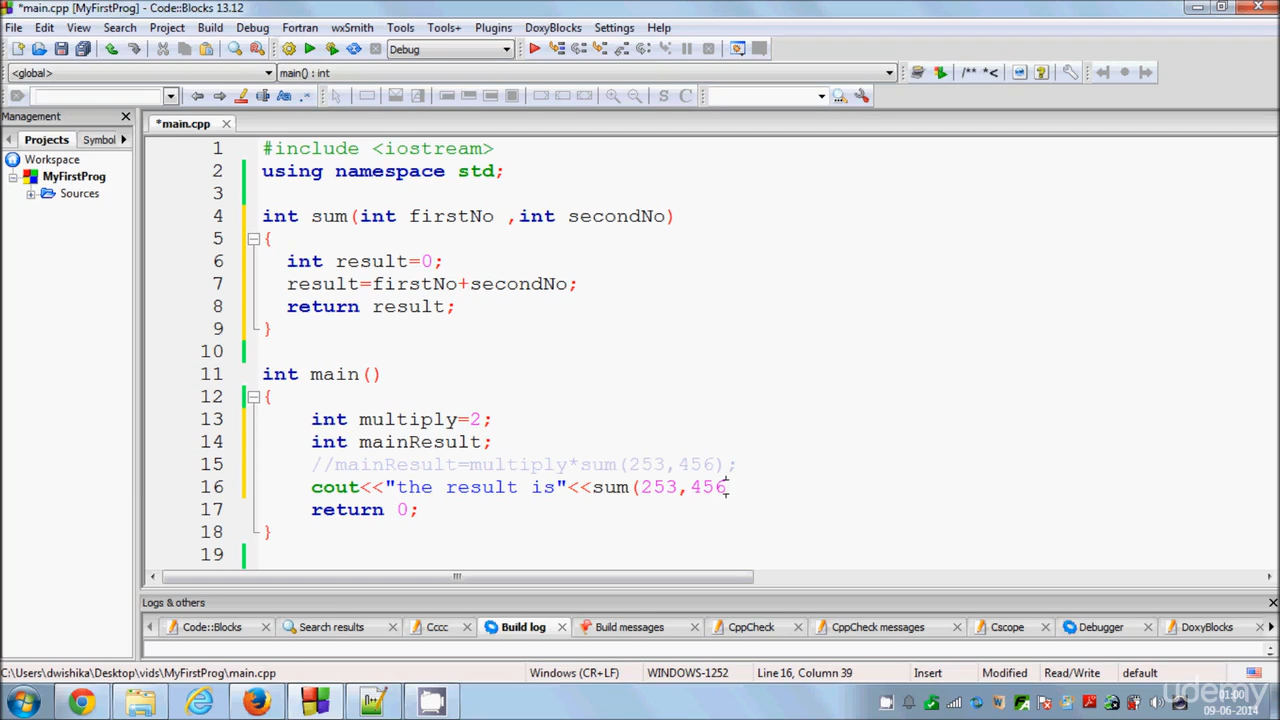 *main.cpp [MyFirstProg] - Code::Blocks 13.12
File Edit View Search Project Build Debug Fortran wxSmith Tools Tools+ Plugins DoxyBlocks Settings Help
Debug
<global> main() : int /** *<
Aa .* S C
Management
Projects Symbol
*main.cpp
Workspace
MyFirstProg
Sources
1 #include <iostream>
2 using namespace std;
3
4 int sum(int firstNo ,int secondNo)
5 {
6 int result=0;
7 result=firstNo+secondNo;
8 return result;
9 }
10
11 int main()
12 {
13 int multiply=2;
14 int mainResult;
15 //mainResult=multiply*sum(253,456);
16 cout<<"the result is"<<sum(253,456
17 return 0;
18 }
19
Logs & others
Code::Blocks Search results Cccc Build log Build messages CppCheck CppCheck messages Cscope Debugger DoxyBlocks
C:\Users\dwishika\Desktop\vids\MyFirstProg\main.cpp Windows (CR+LF) WINDOWS-1252 Line 16, Column 39 Insert Modified Read/Write default
01:00
09-06-2014
udemy